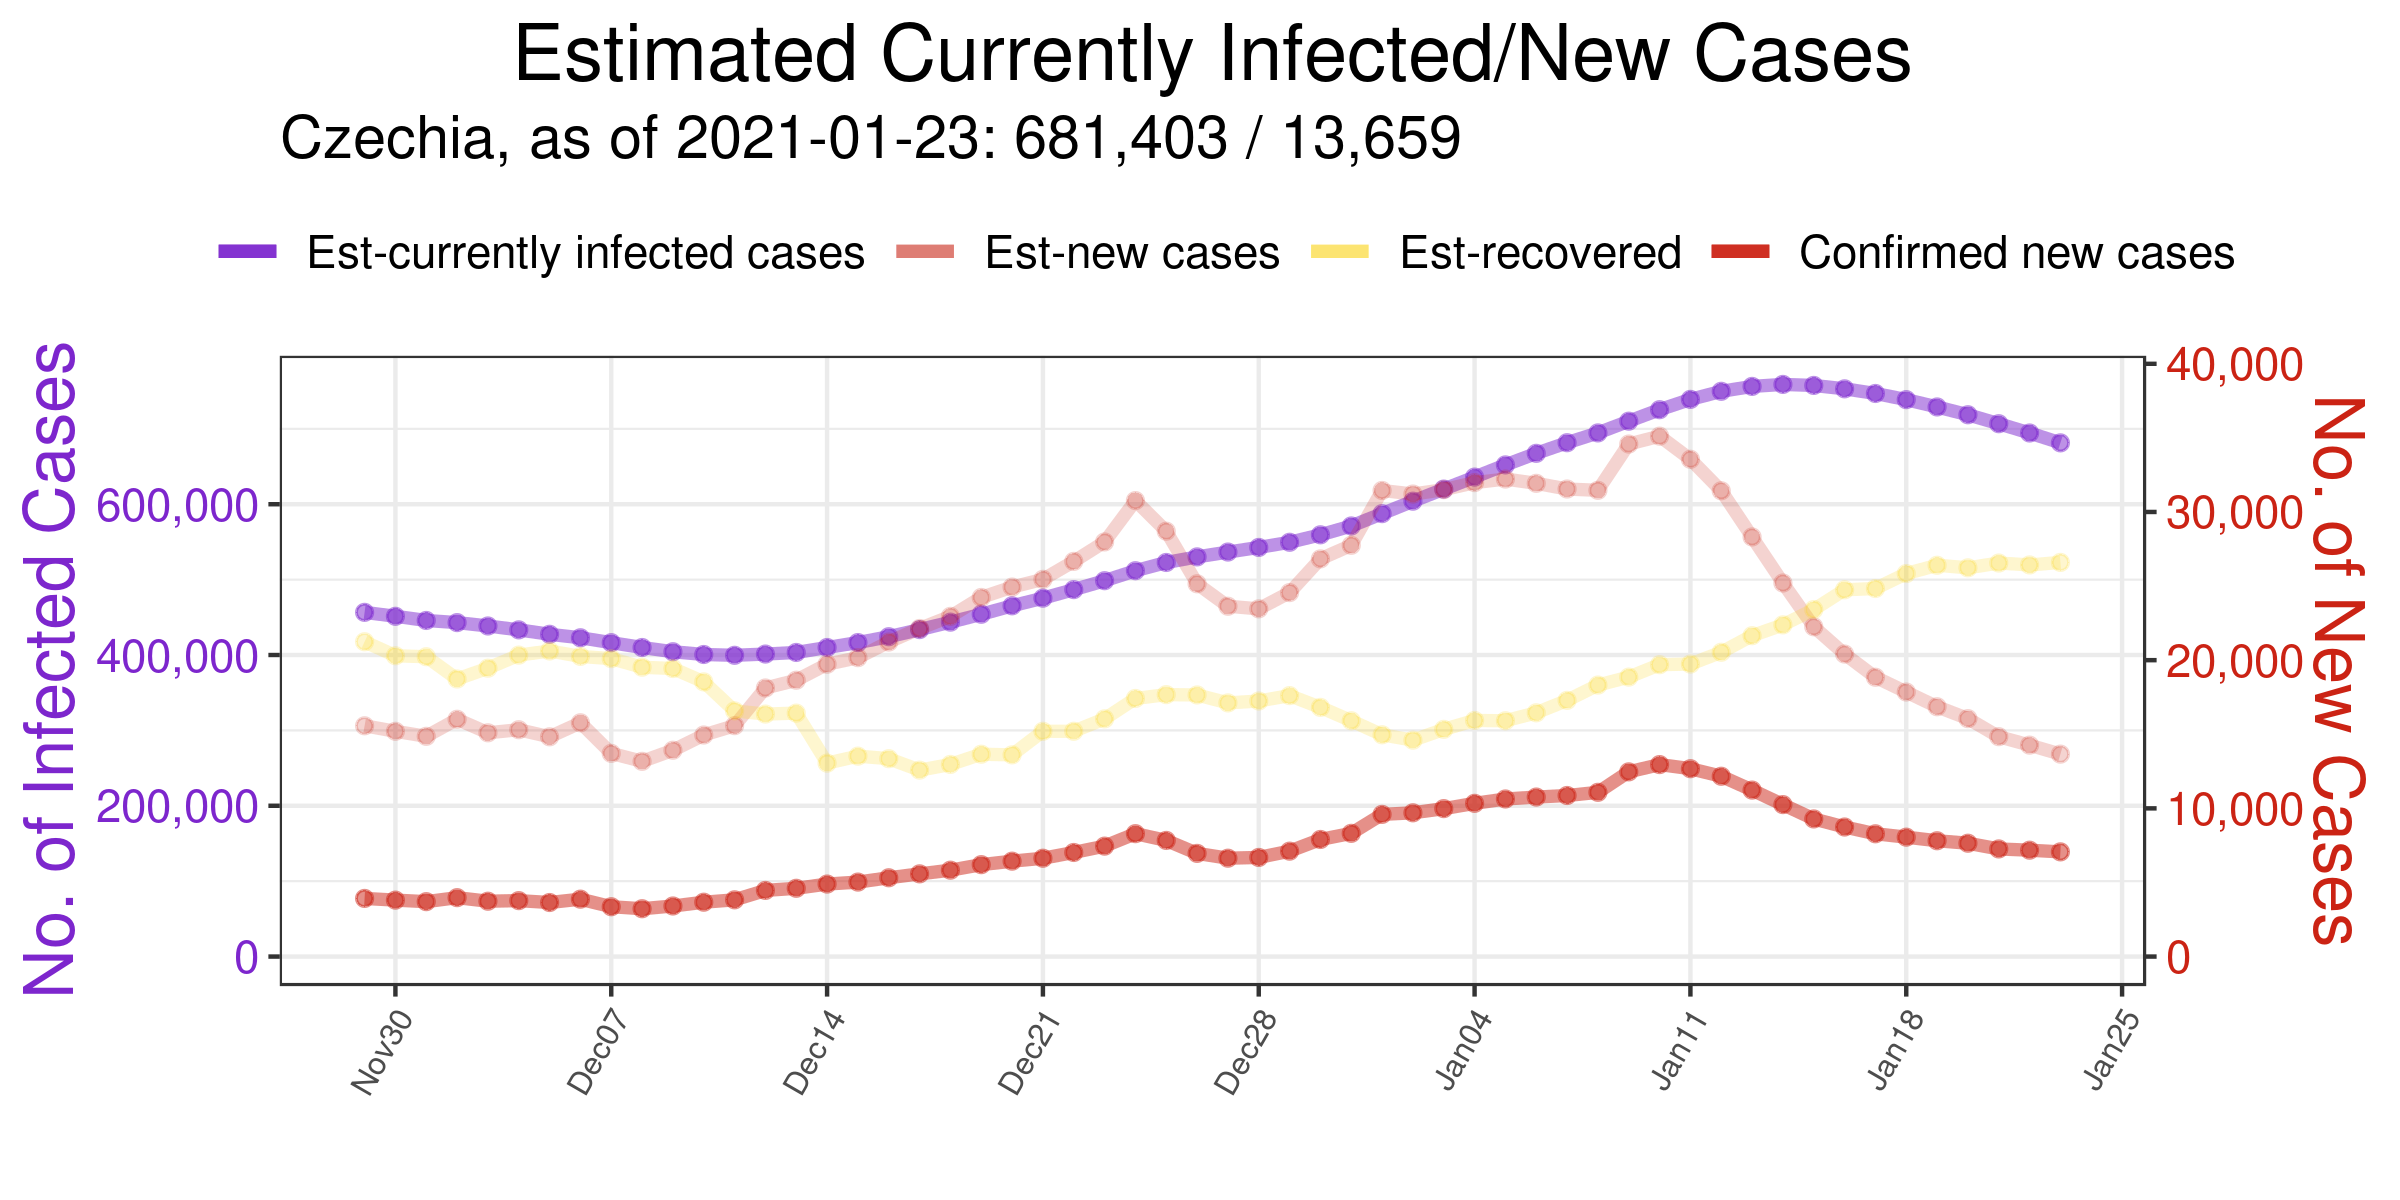 Estimated Currently Infected/New Cases
Czechia, as of 2021-01-23: 681,403 / 13,659
Est-currently infected cases Est-new cases Est-recovered Confirmed new cases
No. of Infected Cases
600,000
400,000
200,000
0
40,000
30,000
20,000
10,000
0
No. of New Cases
Nov30 Dec07 Dec14 Dec21 Dec28 Jan04 Jan11 Jan18 Jan25